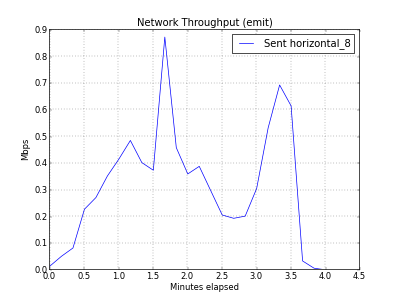 Network Throughput (emit)
Sent horizontal_8
Mbps
0.9
0.8
0.7
0.6
0.5
0.4
0.3
0.2
0.1
0.0
0.0 0.5 1.0 1.5 2.0 2.5 3.0 3.5 4.0 4.5
Minutes elapsed